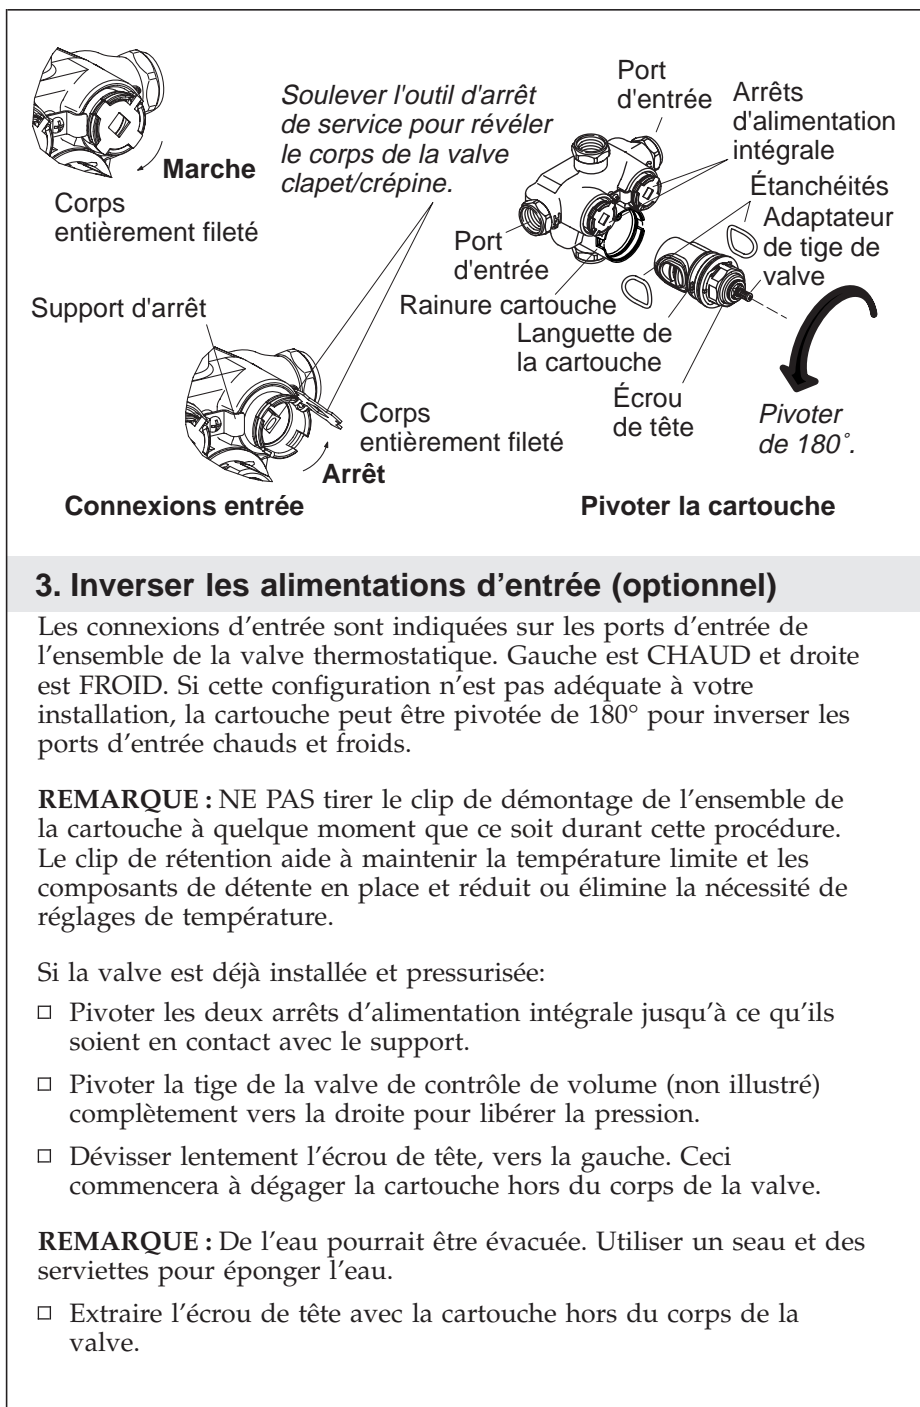 Soulever l'outil d'arrêt
de service pour révéler
le corps de la valve
clapet/crépine.
Marche
Corps
entièrement fileté
Support d'arrêt
Corps
entièrement fileté
Arrêt
Connexions entrée
Port
d'entrée
Arrêts
d'alimentation
intégrale
Étanchéités
Adaptateur
de tige de
valve
Port
d'entrée
Rainure cartouche
Languette de
la cartouche
Écrou
de tête
Pivoter
de 180˚.
Pivoter la cartouche
3. Inverser les alimentations d’entrée (optionnel)
Les connexions d’entrée sont indiquées sur les ports d’entrée de
l’ensemble de la valve thermostatique. Gauche est CHAUD et droite
est FROID. Si cette configuration n’est pas adéquate à votre
installation, la cartouche peut être pivotée de 180° pour inverser les
ports d’entrée chauds et froids.
REMARQUE : NE PAS tirer le clip de démontage de l’ensemble de
la cartouche à quelque moment que ce soit durant cette procédure.
Le clip de rétention aide à maintenir la température limite et les
composants de détente en place et réduit ou élimine la nécessité de
réglages de température.
Si la valve est déjà installée et pressurisée:
□ Pivoter les deux arrêts d’alimentation intégrale jusqu’à ce qu’ils
soient en contact avec le support.
□ Pivoter la tige de la valve de contrôle de volume (non illustré)
complètement vers la droite pour libérer la pression.
□ Dévisser lentement l’écrou de tête, vers la gauche. Ceci
commencera à dégager la cartouche hors du corps de la valve.
REMARQUE : De l’eau pourrait être évacuée. Utiliser un seau et des
serviettes pour éponger l’eau.
□ Extraire l’écrou de tête avec la cartouche hors du corps de la
valve.